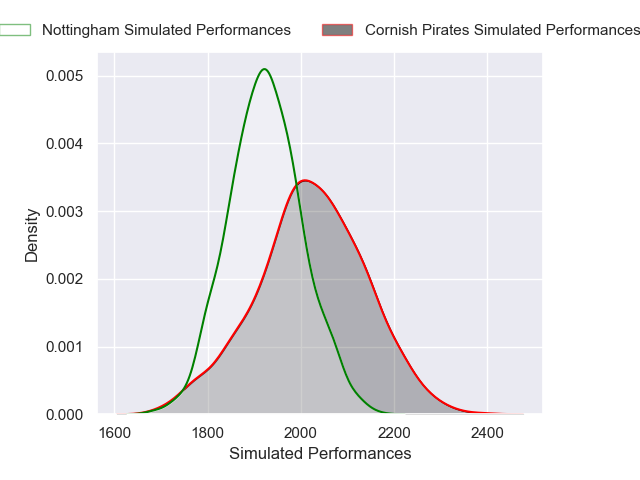 Nottingham Simulated Performances
Cornish Pirates Simulated Performances
0.005
0.004
0.003
0.002
0.001
0.000
Density
1600
1800
2000
2200
2400
Simulated Performances